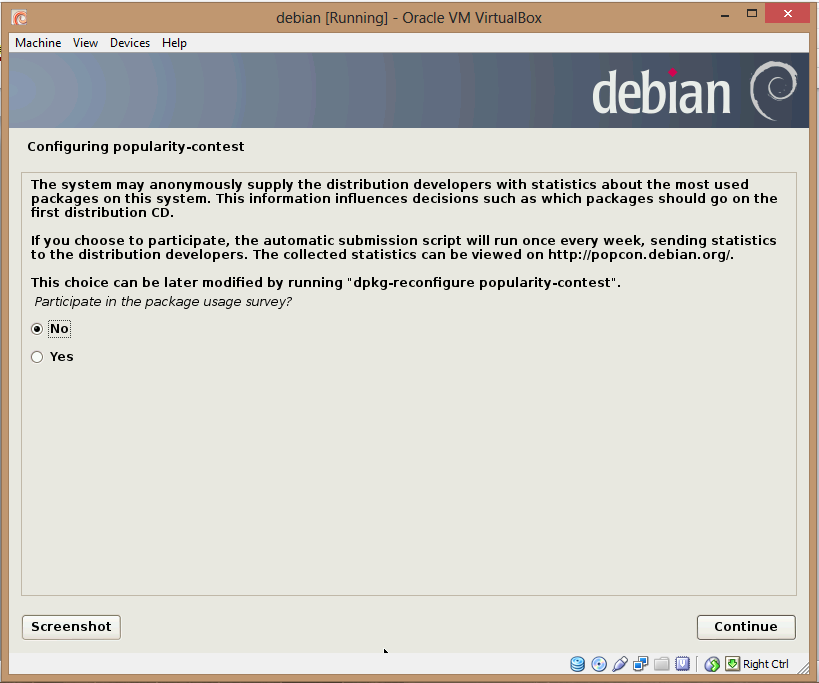 debian [Running] - Oracle VM VirtualBox
Machine View Devices Help
debian
Configuring popularity-contest
The system may anonymously supply the distribution developers with statistics about the most used
packages on this system. This information influences decisions such as which packages should go on the
first distribution CD.
If you choose to participate, the automatic submission script will run once every week, sending statistics
to the distribution developers. The collected statistics can be viewed on http://popcon.debian.org/.
This choice can be later modified by running "dpkg-reconfigure popularity-contest".
Participate in the package usage survey?
No
Yes
Screenshot
Continue
Right Ctrl